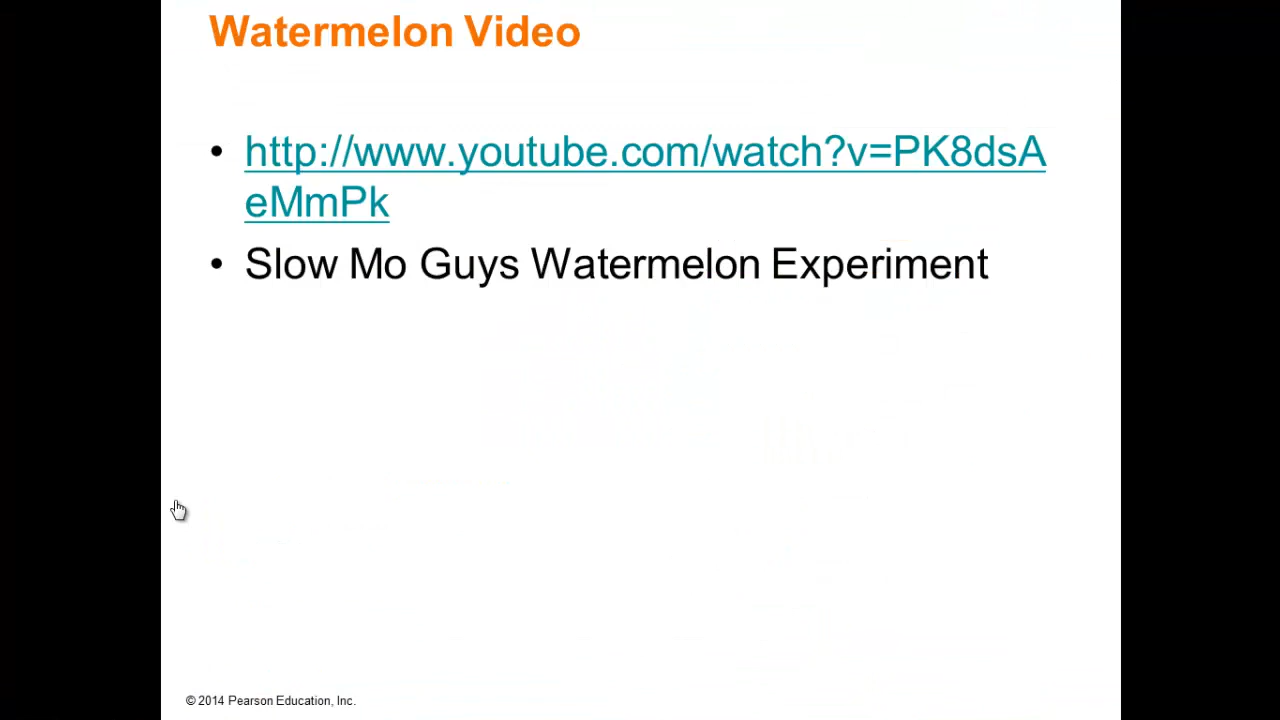 Watermelon Video
• http://www.youtube.com/watch?v=PK8dsA
eMmPk
• Slow Mo Guys Watermelon Experiment
© 2014 Pearson Education, Inc.